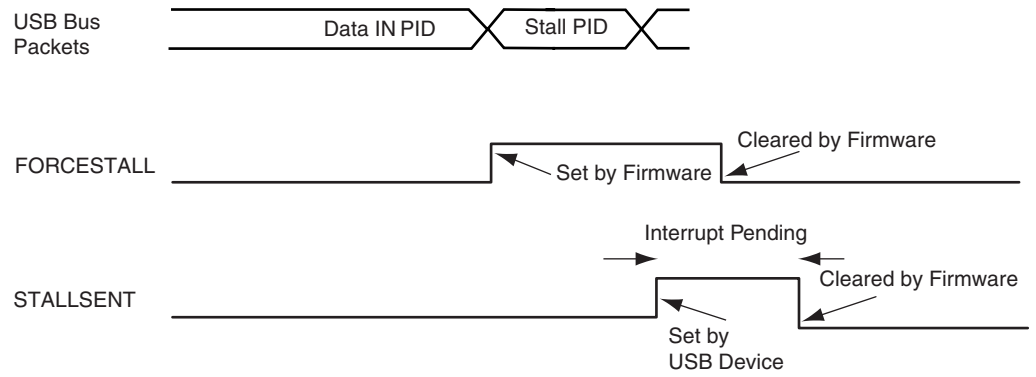 USB Bus
Packets
Data IN PID
Stall PID
FORCESTALL
Set by Firmware
Cleared by Firmware
Interrupt Pending
STALLSENT
Set by
USB Device
Cleared by Firmware